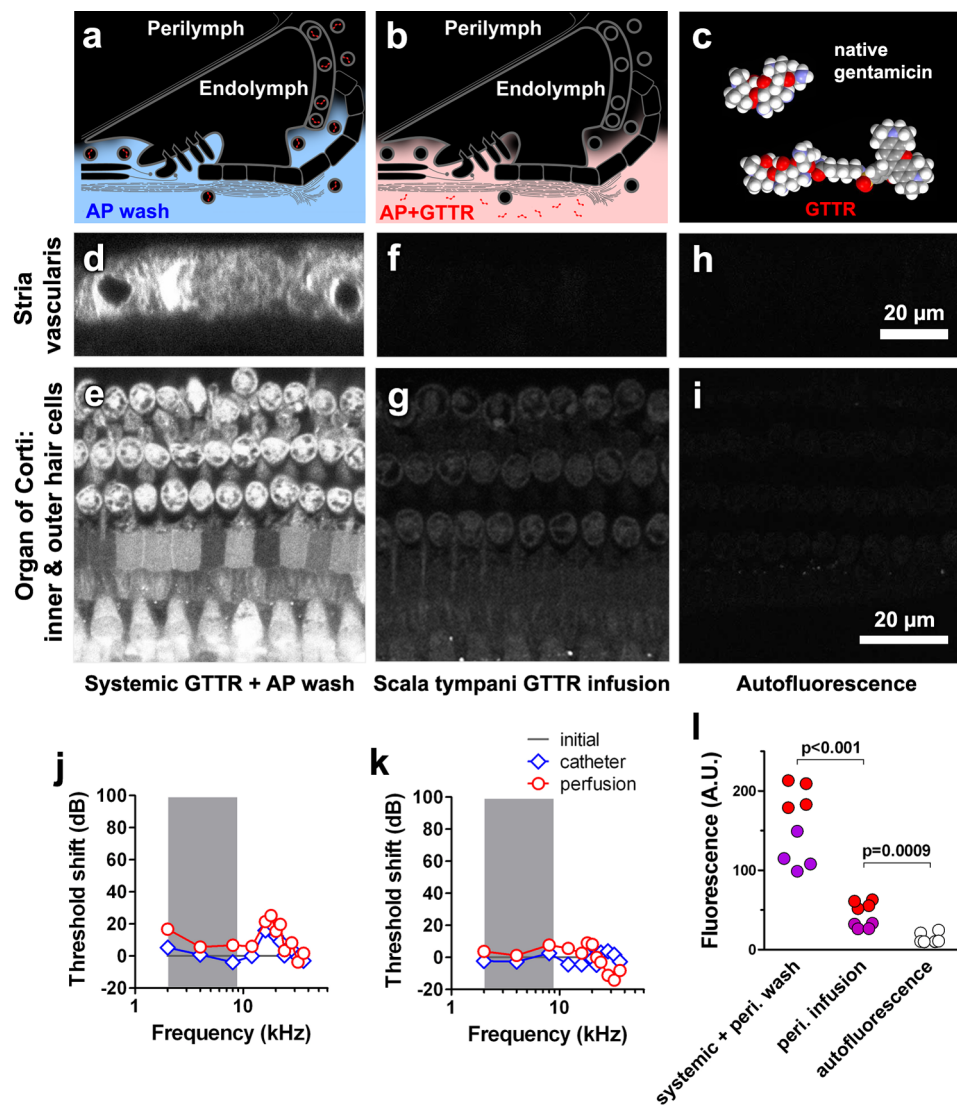 a
Perilymph
Endolymph
AP wash
b
Perilymph
Endolymph
AP+GTTR
c
native
gentamicin
GTTR
Stria
vascularis
d
f
h
20 µm
Organ of Corti:
inner & outer hair cells
e
g
i
20 µm
Systemic GTTR + AP wash
Scala tympani GTTR infusion
Autofluorescence
j
Threshold shift (dB)
100
80
60
40
20
0
-20
1
10
Frequency (kHz)
initial
catheter
perfusion
k
Threshold shift (dB)
100
80
60
40
20
0
-20
1
10
Frequency (kHz)
l
Fluorescence (A.U.)
200
100
0
p<0.001
p=0.0009
systemic + peri. wash
peri. infusion
autofluorescence